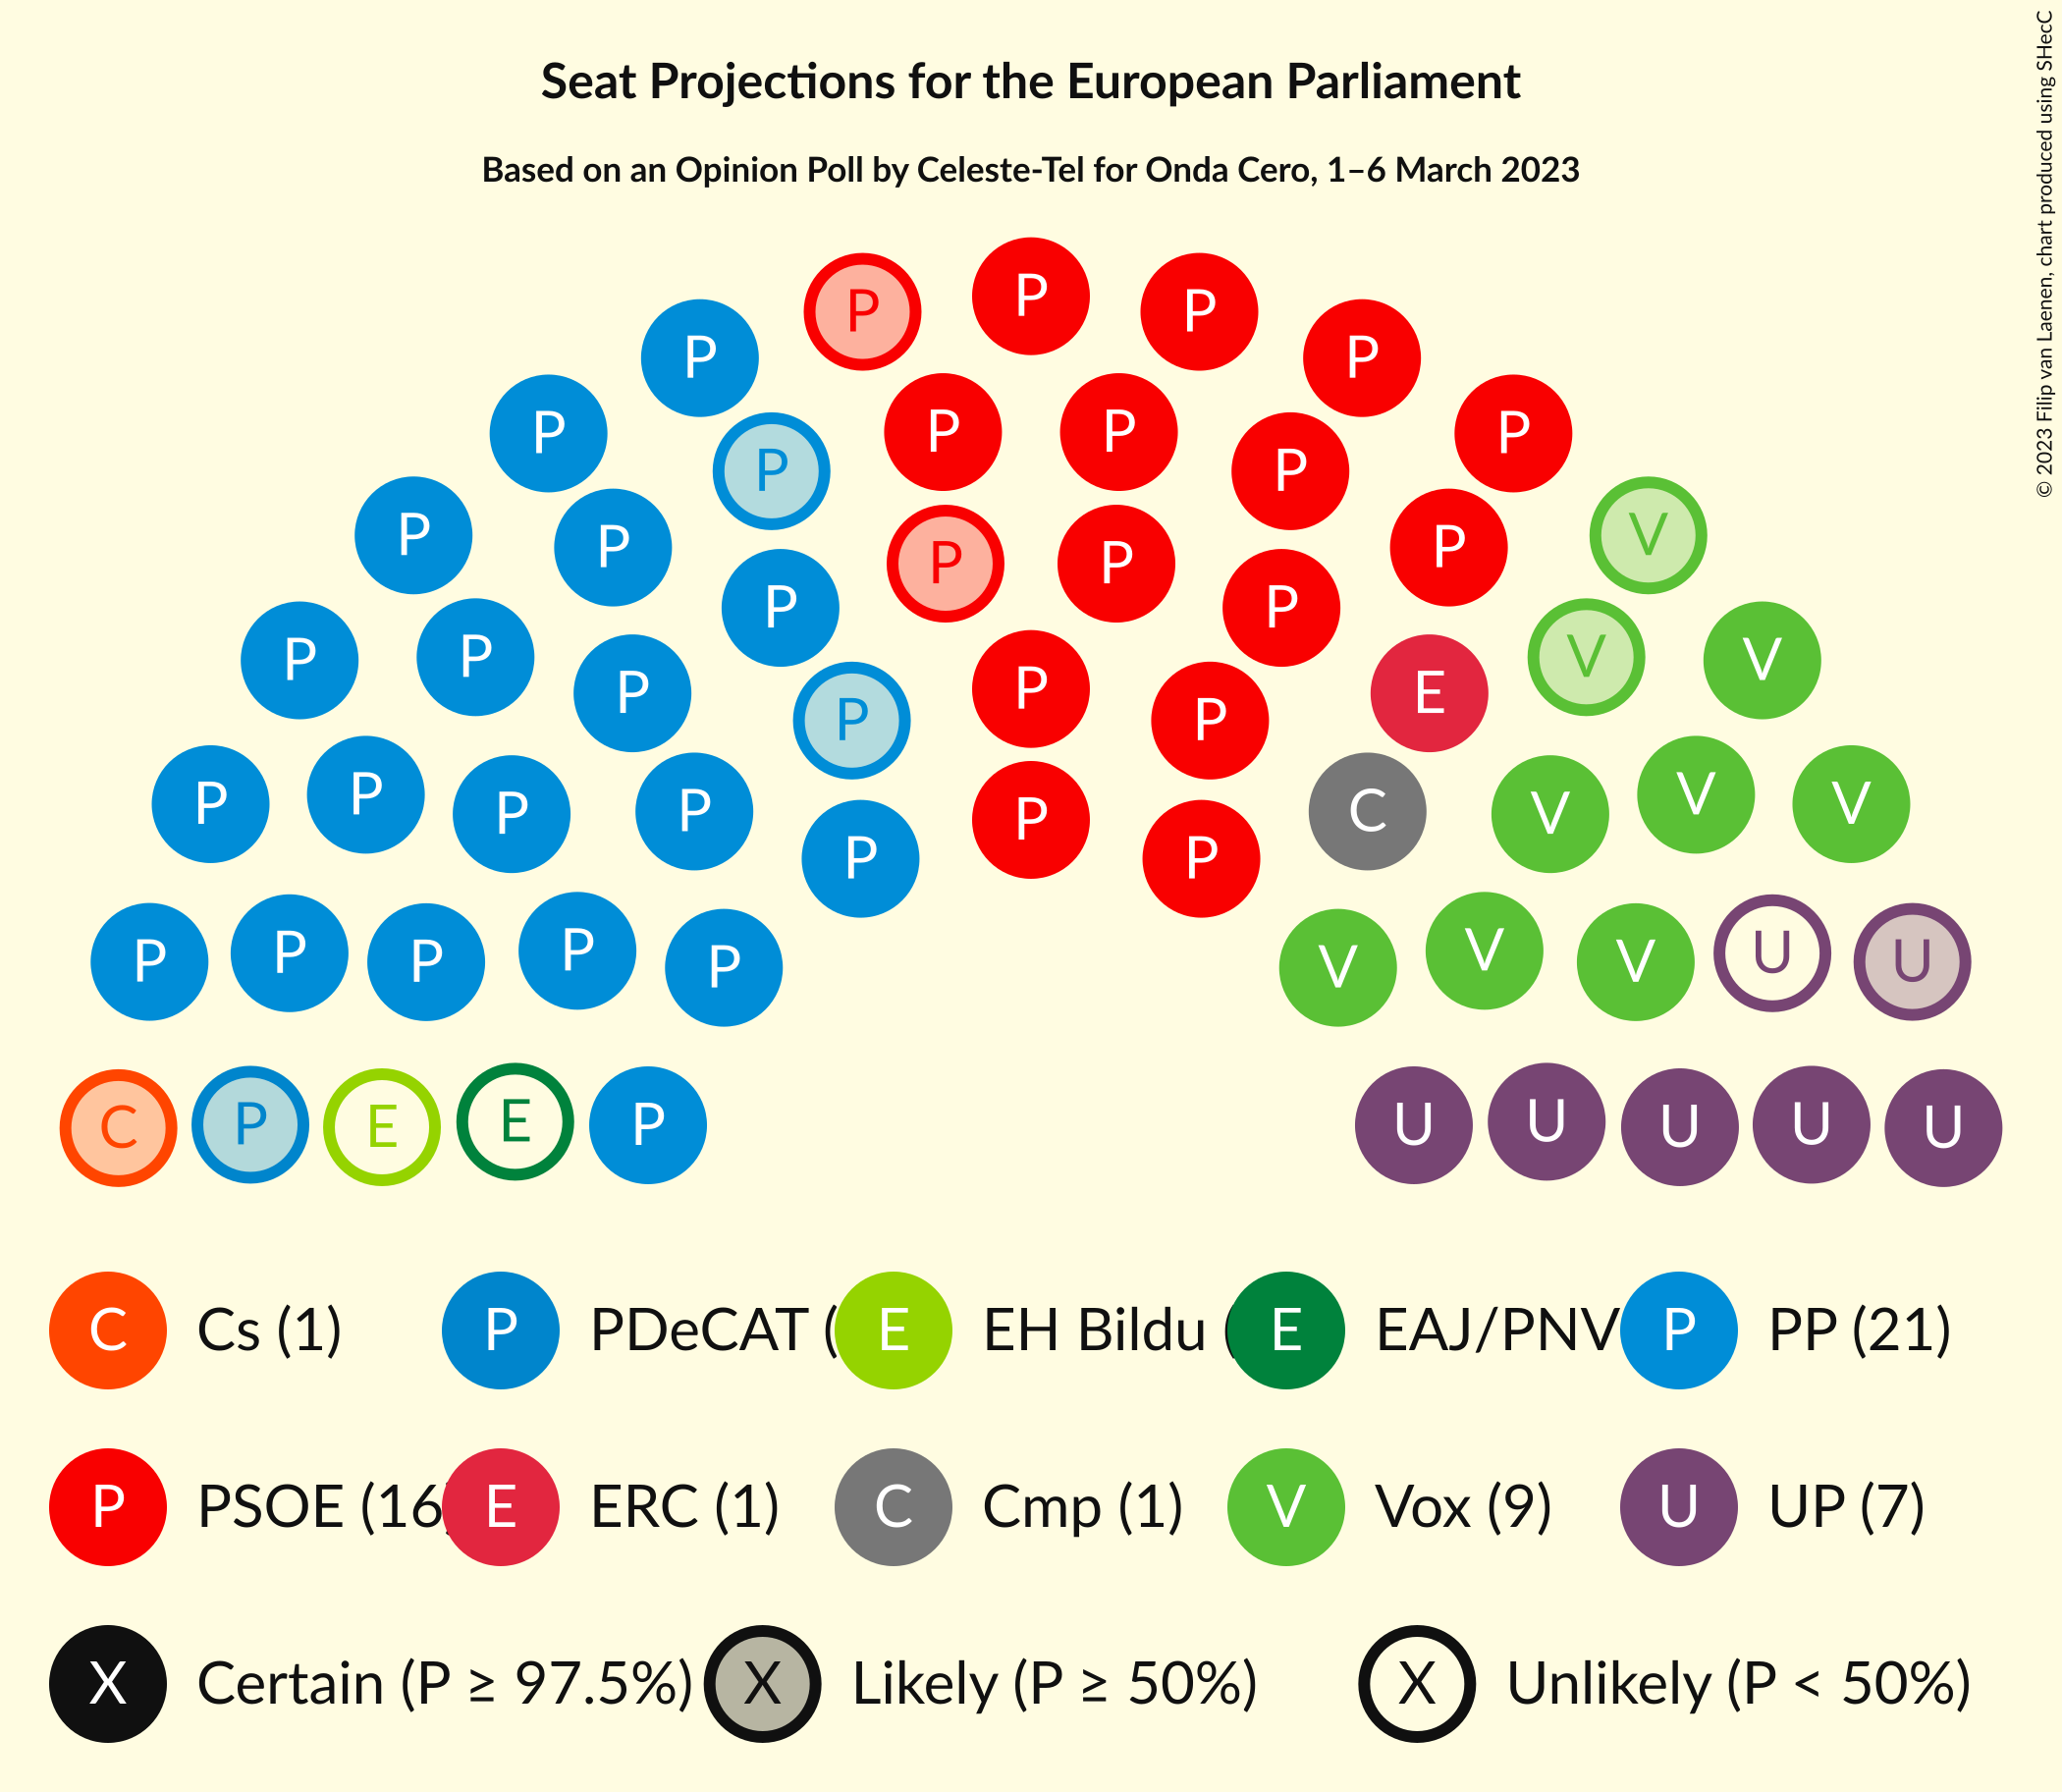 Seat Projections for the European Parliament
Based on an Opinion Poll by Celeste-Tel for Onda Cero, 1–6 March 2023
© 2023 Filip van Laenen, chart produced using SHecC
P P P
P P
P P P
P P
P P V
P P P P
P P P P E V V
P P
P P P P P P C V V V
P P
P P P P P V V V U U
C P E E P U U U U U
C Cs (1) P PDeCAT ( E EH Bildu ( E EAJ/PNV P PP (21)
P PSOE (16 E ERC (1) C Cmp (1) V Vox (9) U UP (7)
X Certain (P ≥ 97.5%) X Likely (P ≥ 50%) X Unlikely (P < 50%)